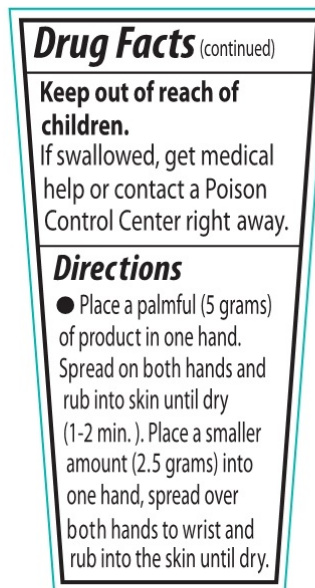 Drug Facts (continued)
Keep out of reach of
children.
If swallowed, get medical
help or contact a Poison
Control Center right away.
Directions
● Place a palmful (5 grams)
of product in one hand.
Spread on both hands and
rub into skin until dry
(1-2 min. ). Place a smaller
amount (2.5 grams) into
one hand, spread over
both hands to wrist and
rub into the skin until dry.